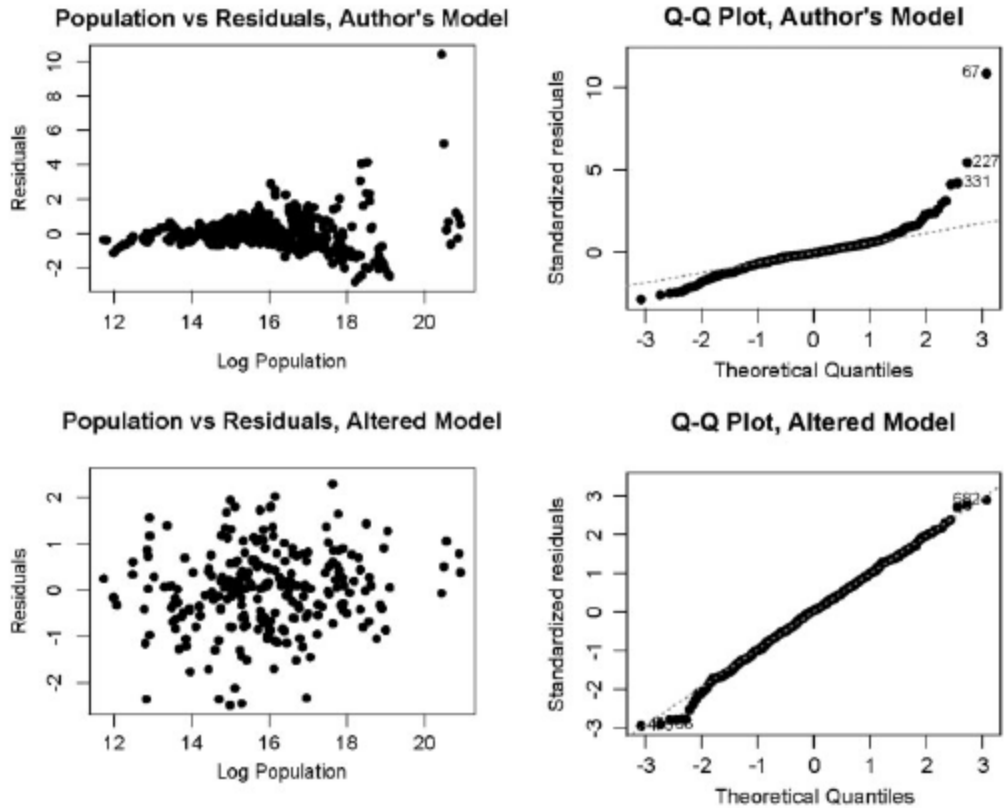 Population vs Residuals, Author's Model
Residuals
10
8
6
4
2
0
-2
12 14 16 18 20
Log Population
Q-Q Plot, Author's Model
Standardized residuals
10
5
0
67
227
331
-3 -2 -1 0 1 2 3
Theoretical Quantiles
Population vs Residuals, Altered Model
Residuals
2
1
0
-1
-2
12 14 16 18 20
Log Population
Q-Q Plot, Altered Model
Standardized residuals
3
2
1
0
-1
-2
-3
682
-3 -2 -1 0 1 2 3
Theoretical Quantiles